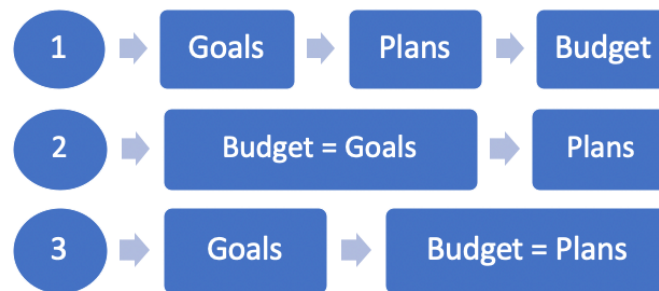 1 Goals Plans Budget
2 Budget = Goals Plans
3 Goals Budget = Plans